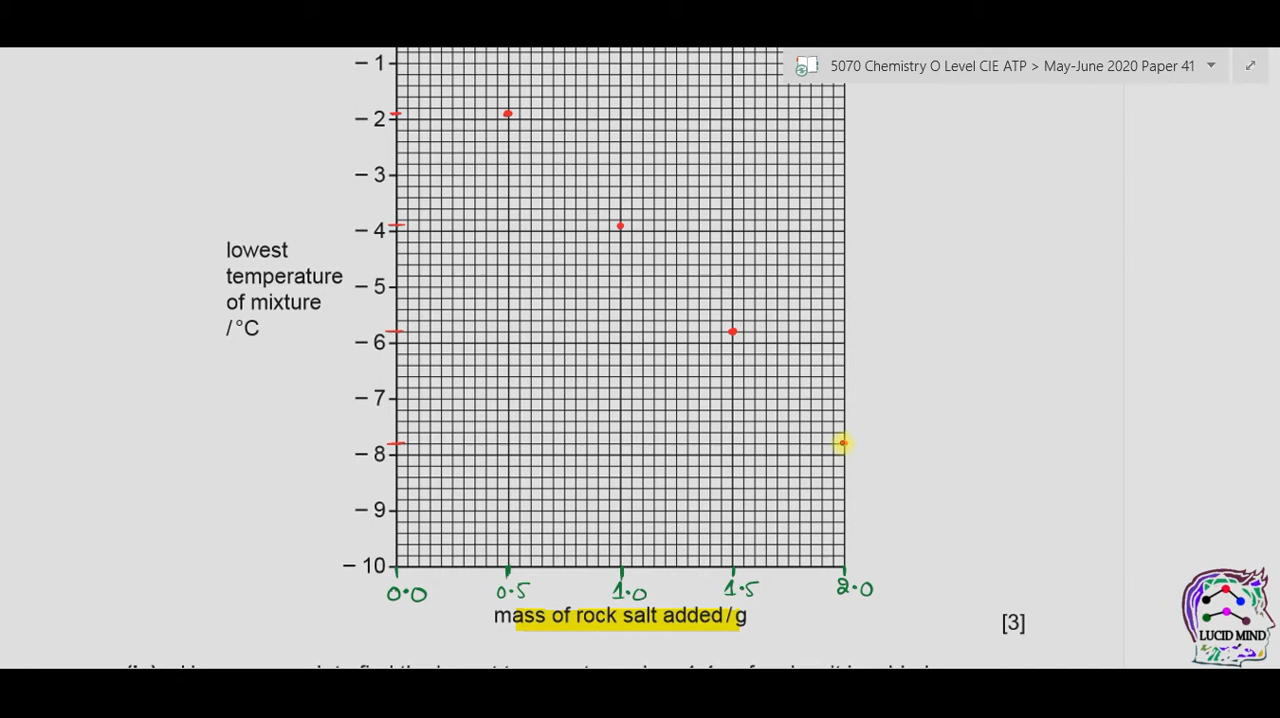 5070 Chemistry O Level CIE ATP > May-June 2020 Paper 41
– 1
– 2
– 3
– 4
– 5
– 6
– 7
– 8
– 9
– 10
lowest
temperature
of mixture
/ °C
0.0 0.5 1.0 1.5 2.0
mass of rock salt added / g
[3]
LUCID MIND